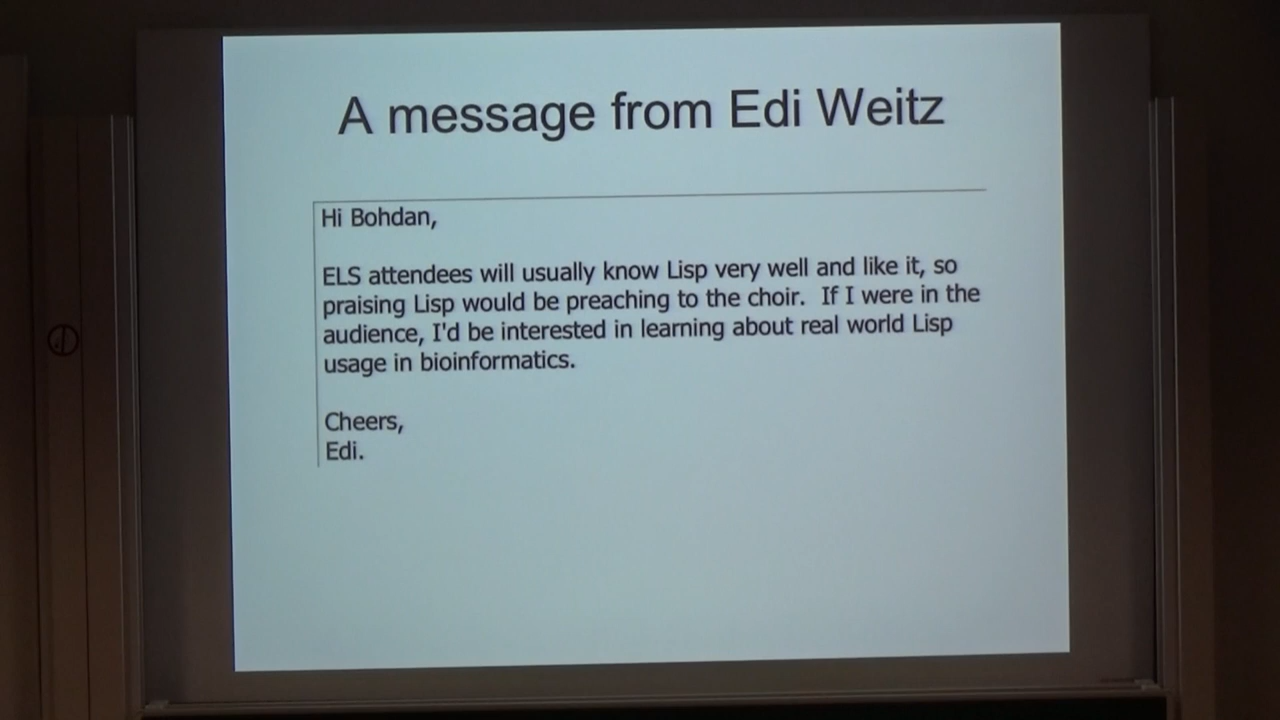 A message from Edi Weitz
Hi Bohdan,
ELS attendees will usually know Lisp very well and like it, so
praising Lisp would be preaching to the choir.  If I were in the
audience, I'd be interested in learning about real world Lisp
usage in bioinformatics.
Cheers,
Edi.